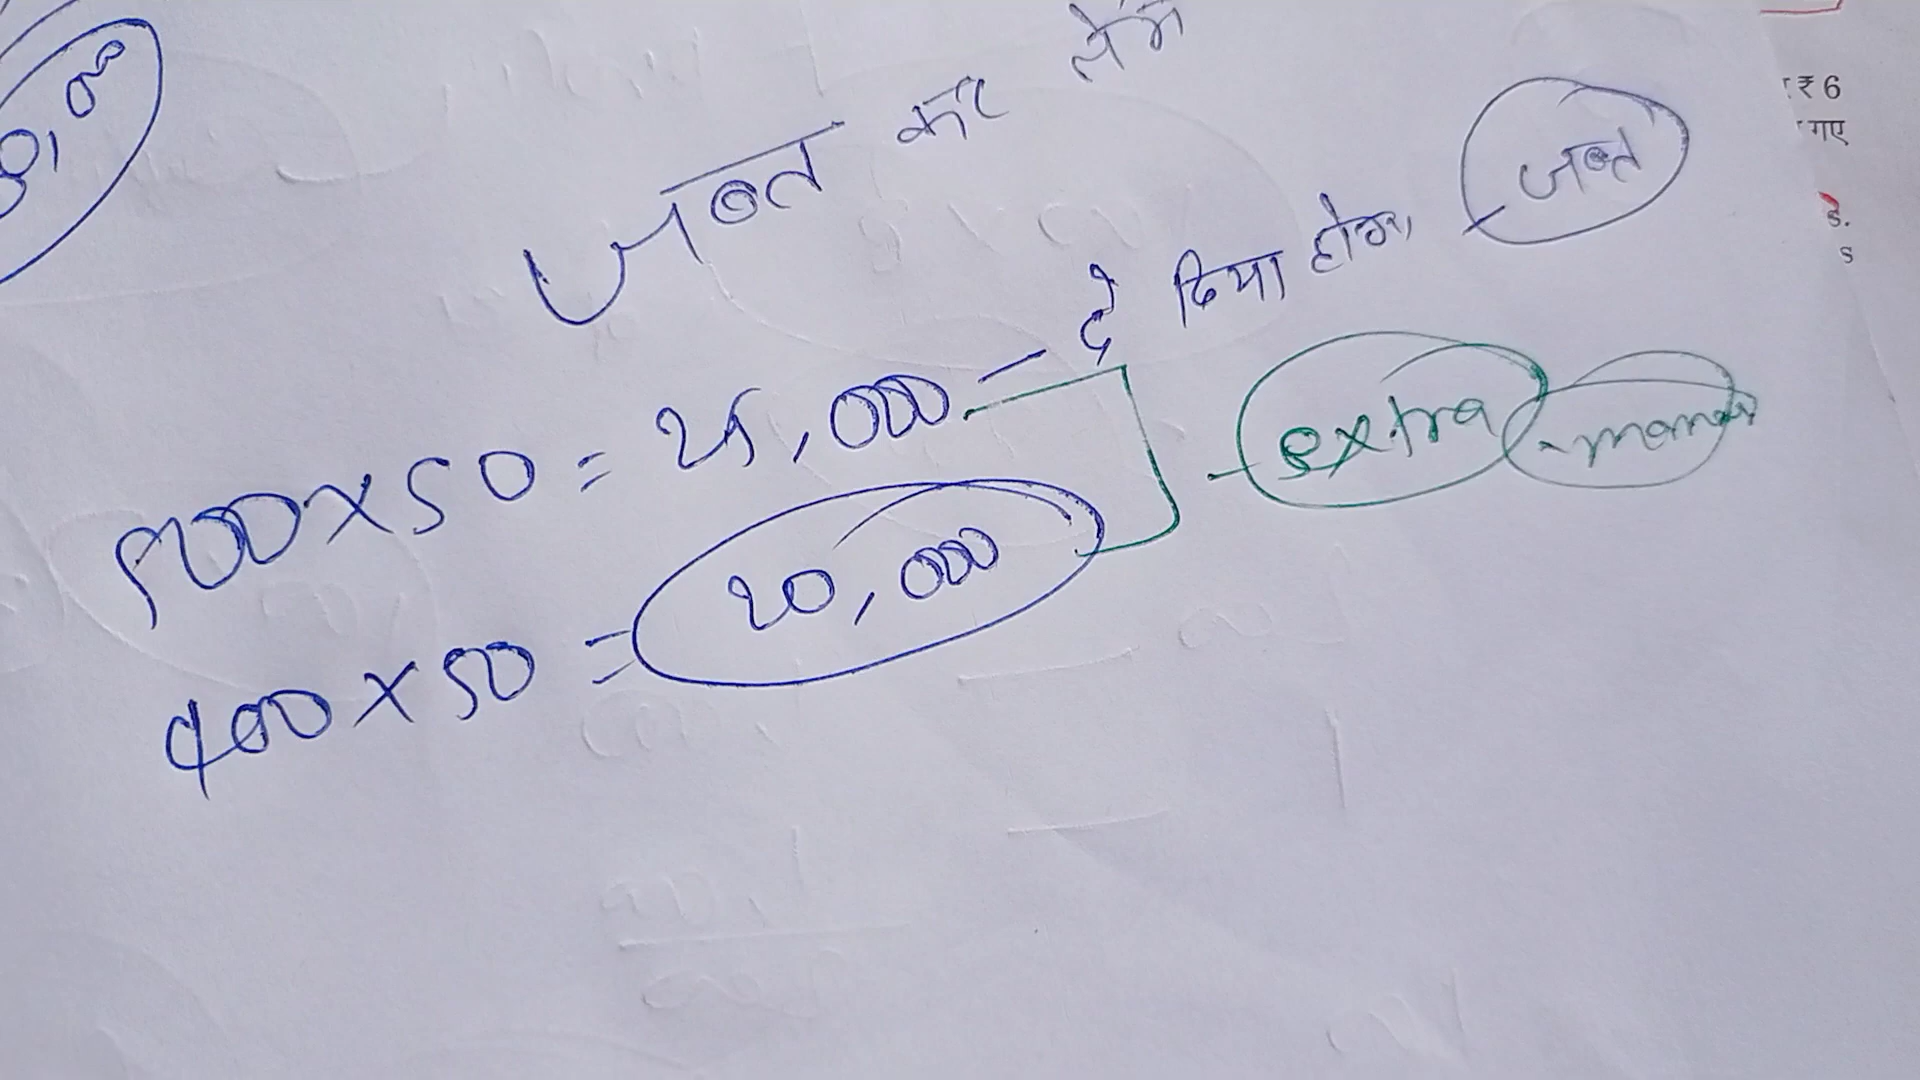 जब्त कर लेंगे
500 x 50 = 25,000 - दे दिया होगा - जब्त
400 x 50 = 20,000 - extra money
₹ 6
गए